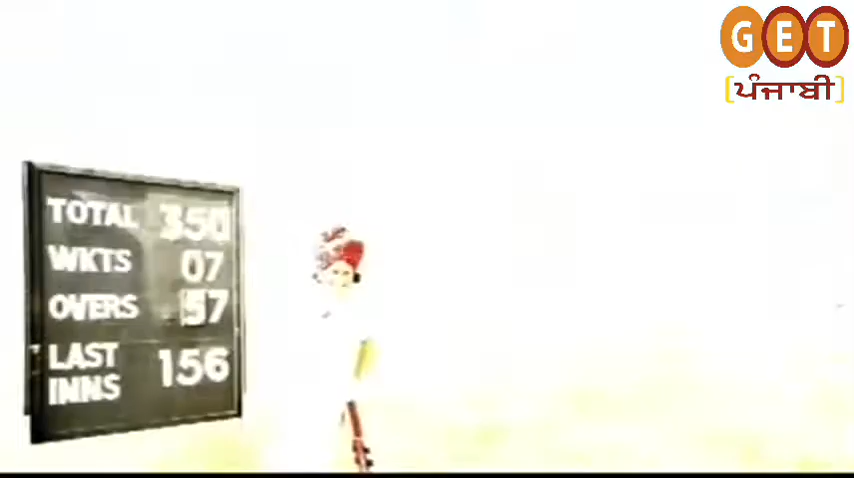 GET
[ਪੰਜਾਬੀ]
TOTAL 350
WKTS 07
OVERS 57
LAST INNS 156